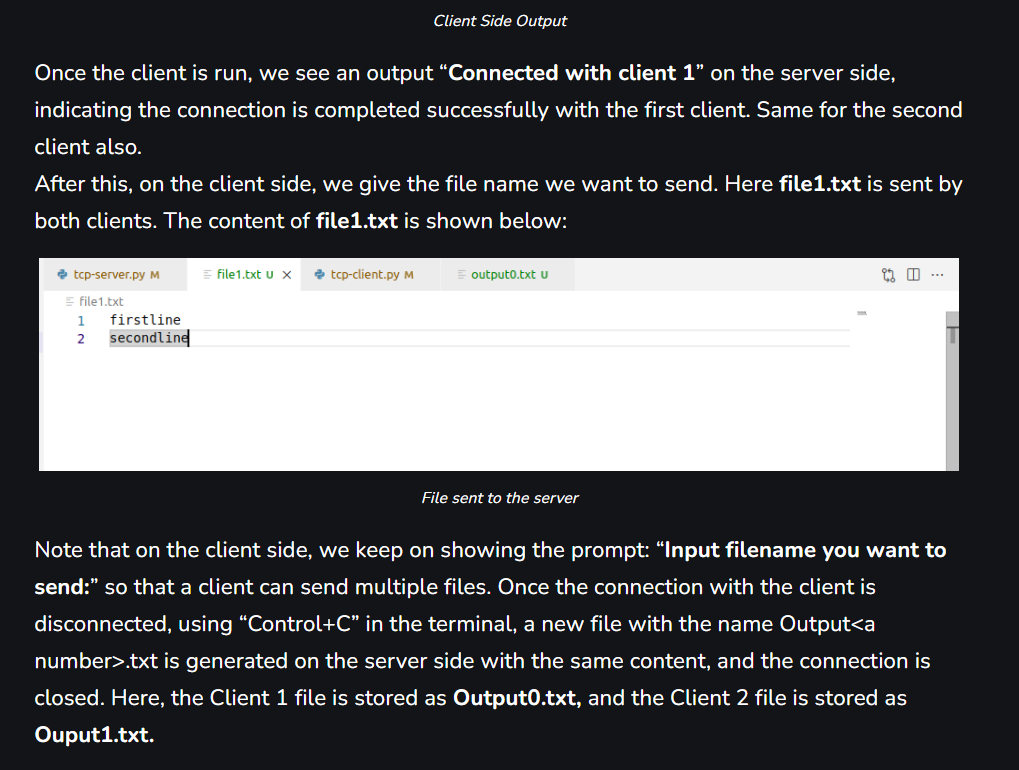 Client Side Output
Once the client is run, we see an output “Connected with client 1” on the server side,
indicating the connection is completed successfully with the first client. Same for the second
client also.
After this, on the client side, we give the file name we want to send. Here file1.txt is sent by
both clients. The content of file1.txt is shown below:
tcp-server.py M file1.txt U tcp-client.py M output0.txt U
file1.txt
1 firstline
2 secondline
File sent to the server
Note that on the client side, we keep on showing the prompt: “Input filename you want to
send:” so that a client can send multiple files. Once the connection with the client is
disconnected, using “Control+C” in the terminal, a new file with the name Output<a
number>.txt is generated on the server side with the same content, and the connection is
closed. Here, the Client 1 file is stored as Output0.txt, and the Client 2 file is stored as
Ouput1.txt.